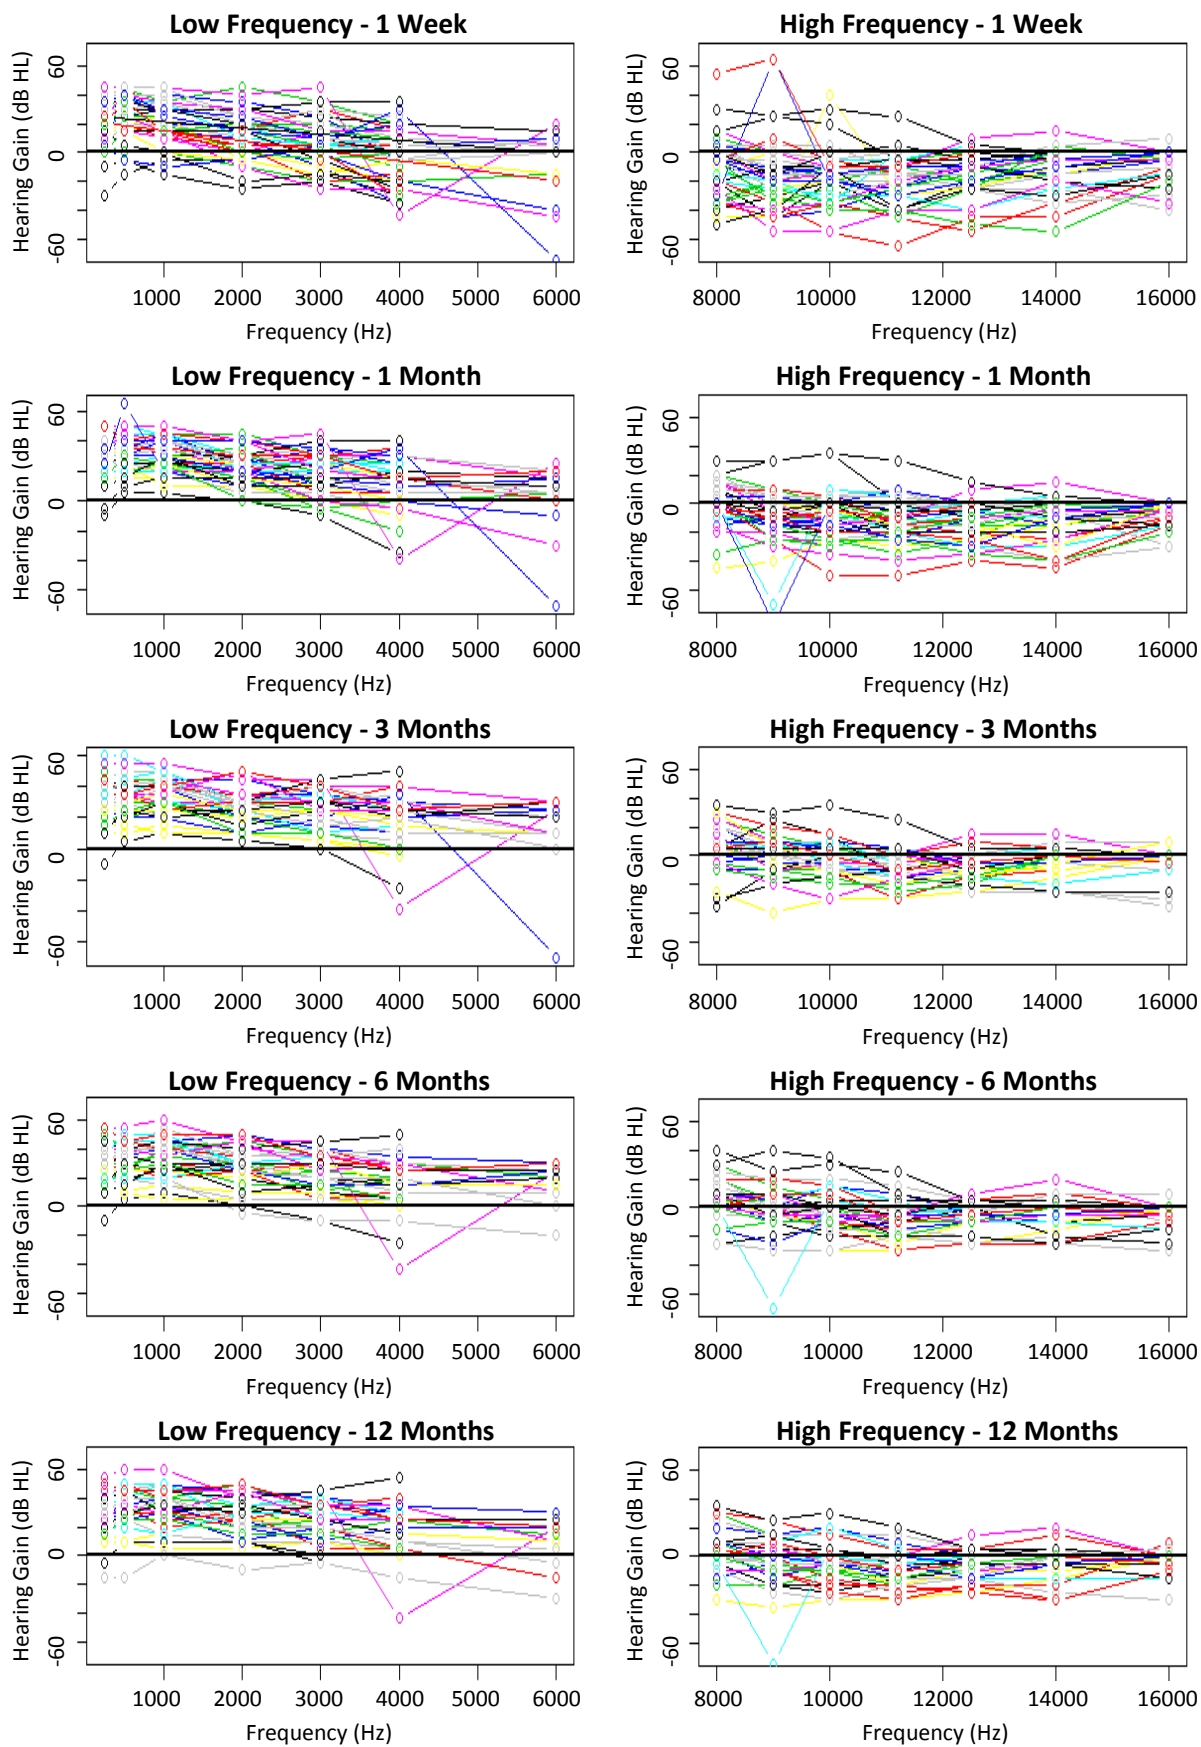 Low Frequency - 1 Week
Hearing Gain (dB HL)
60
0
-60
1000 2000 3000 4000 5000 6000
Frequency (Hz)
High Frequency - 1 Week
Hearing Gain (dB HL)
60
0
-60
8000 10000 12000 14000 16000
Frequency (Hz)
Low Frequency - 1 Month
Hearing Gain (dB HL)
60
0
-60
1000 2000 3000 4000 5000 6000
Frequency (Hz)
High Frequency - 1 Month
Hearing Gain (dB HL)
60
0
-60
8000 10000 12000 14000 16000
Frequency (Hz)
Low Frequency - 3 Months
Hearing Gain (dB HL)
60
0
-60
1000 2000 3000 4000 5000 6000
Frequency (Hz)
High Frequency - 3 Months
Hearing Gain (dB HL)
60
0
-60
8000 10000 12000 14000 16000
Frequency (Hz)
Low Frequency - 6 Months
Hearing Gain (dB HL)
60
0
-60
1000 2000 3000 4000 5000 6000
Frequency (Hz)
High Frequency - 6 Months
Hearing Gain (dB HL)
60
0
-60
8000 10000 12000 14000 16000
Frequency (Hz)
Low Frequency - 12 Months
Hearing Gain (dB HL)
60
0
-60
1000 2000 3000 4000 5000 6000
Frequency (Hz)
High Frequency - 12 Months
Hearing Gain (dB HL)
60
0
-60
8000 10000 12000 14000 16000
Frequency (Hz)